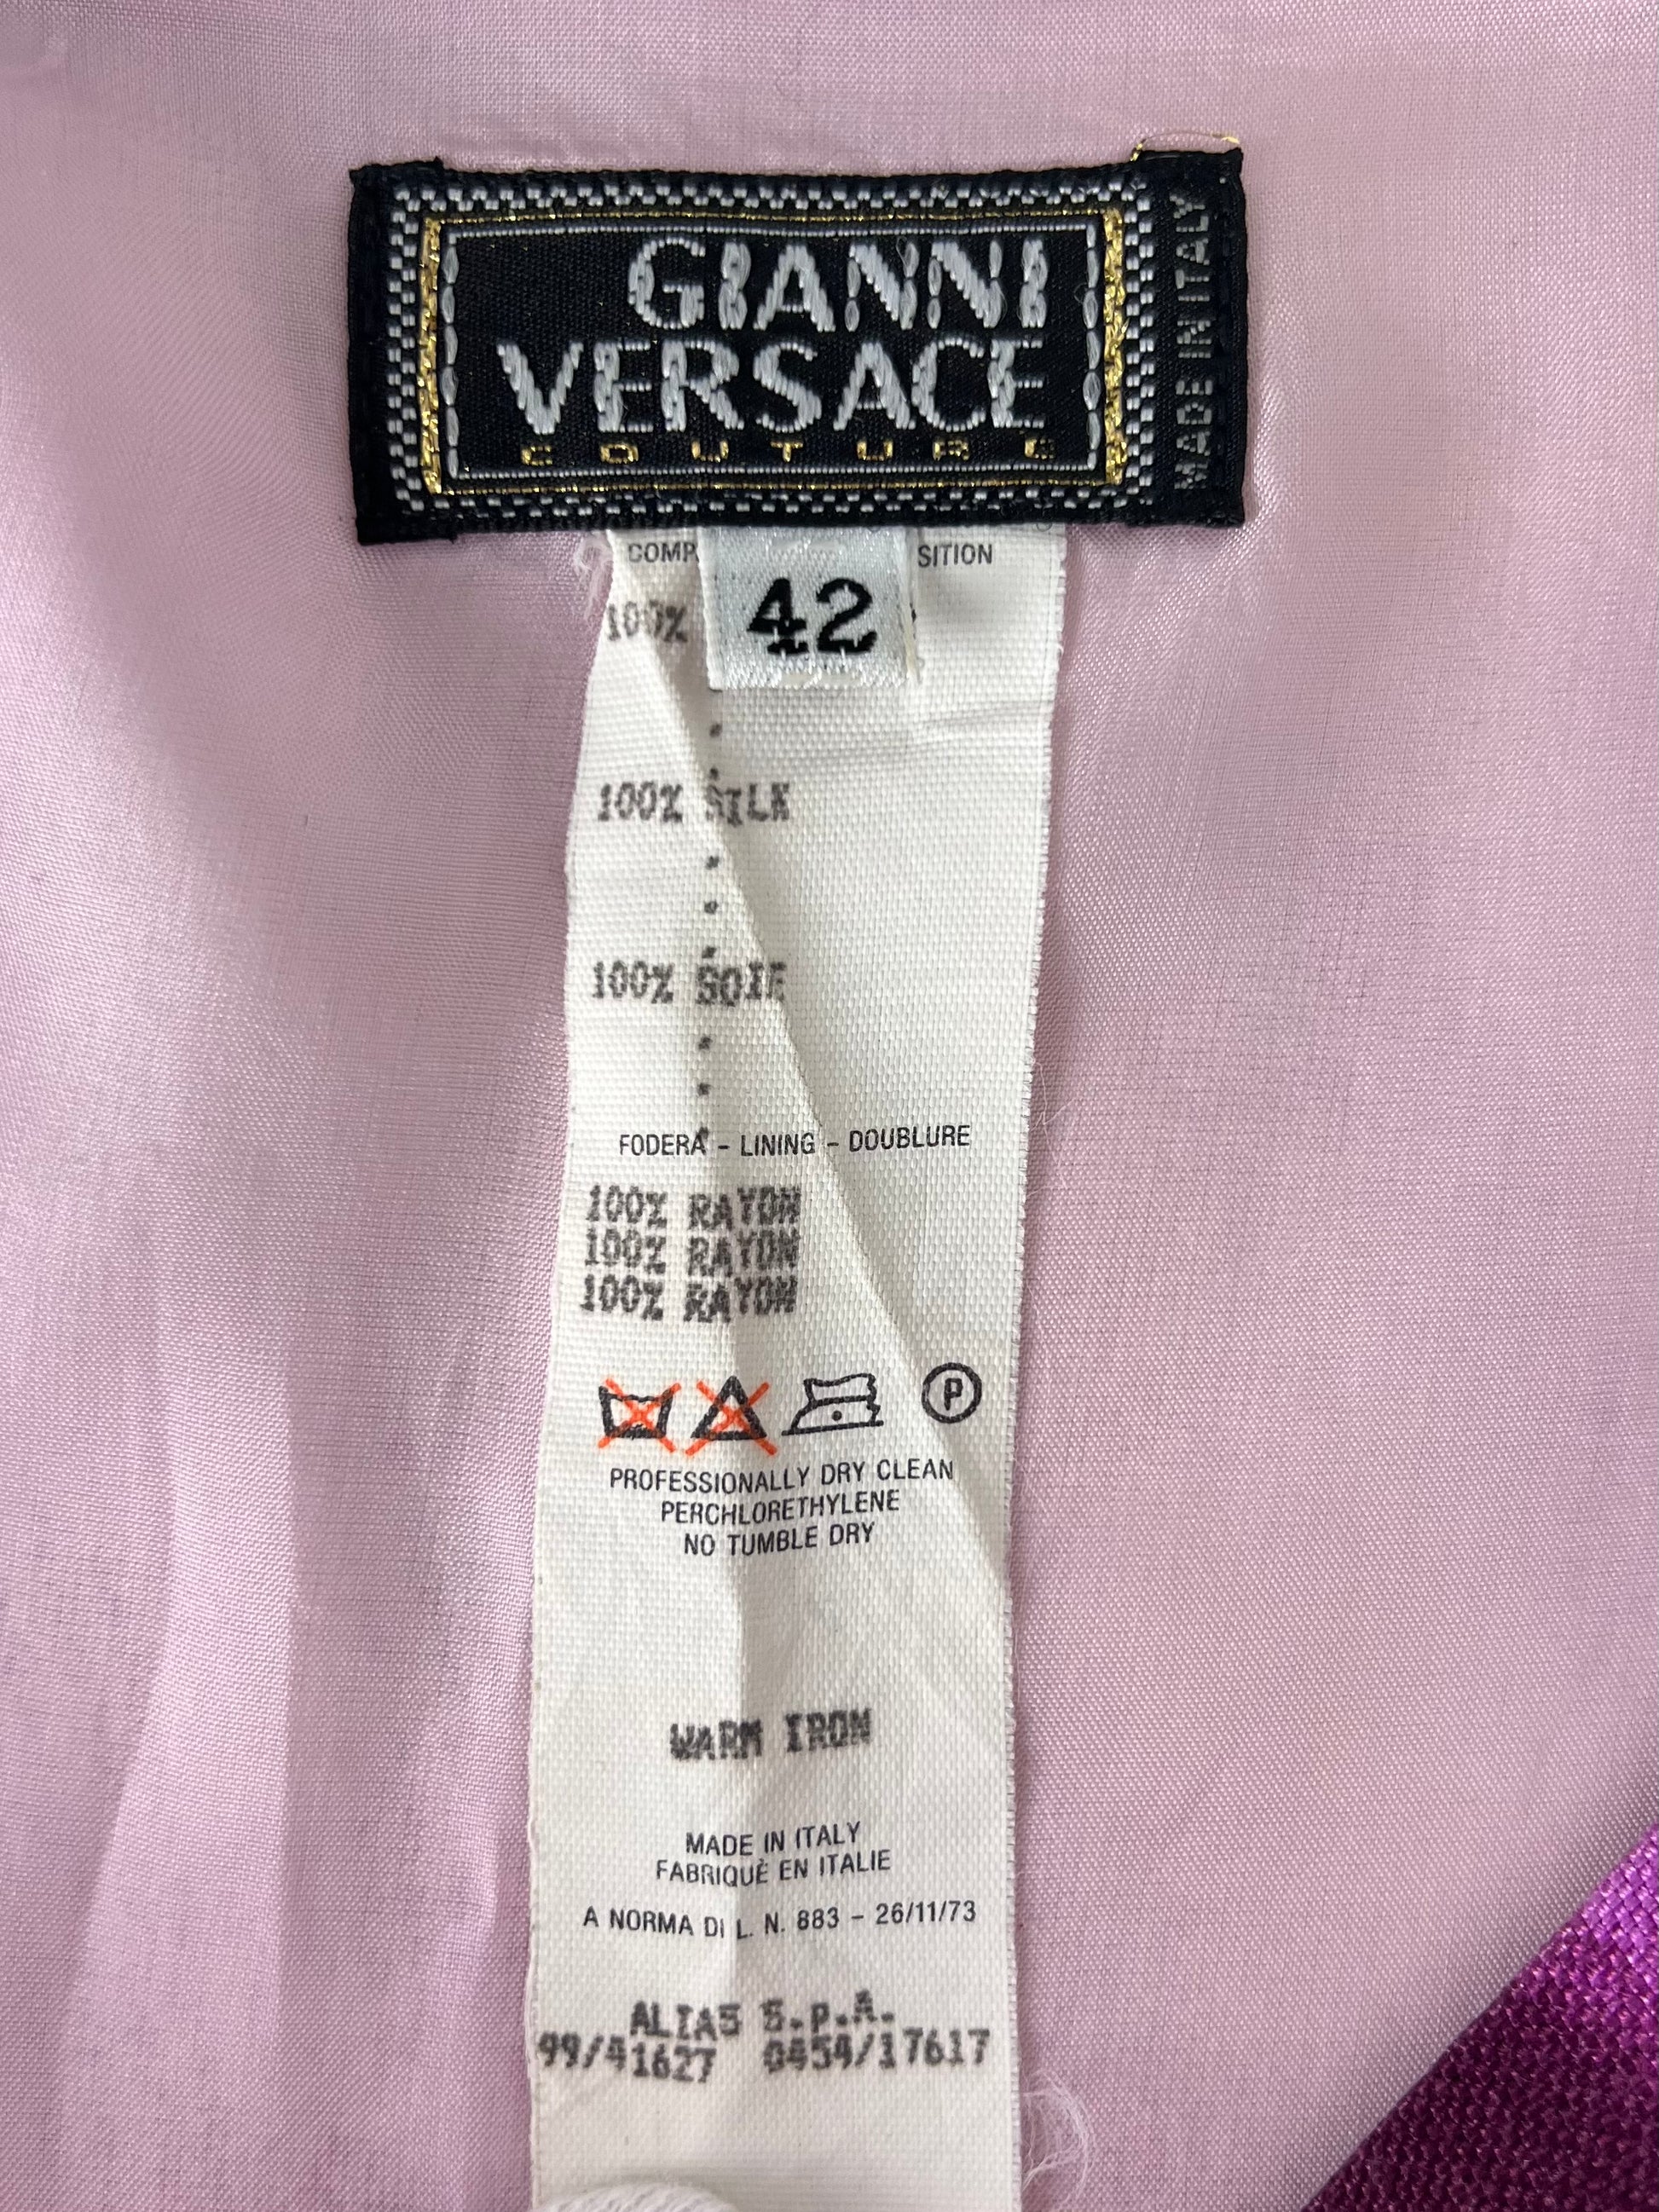 GIANNI
VERSACE
COUTURE
MADE IN ITALY
42
100%
100% SILK
100% SOIE
FODERA - LINING - DOUBLURE
100% RAYON
100% RAYON
100% RAYON
P
PROFESSIONALLY DRY CLEAN
PERCHLORETHYLENE
NO TUMBLE DRY
WARM IRON
MADE IN ITALY
FABRIQUÈ EN ITALIE
A NORMA DI L. N. 883 - 26/11/73
ALIAS S.p.A.
99/41627 0454/17617